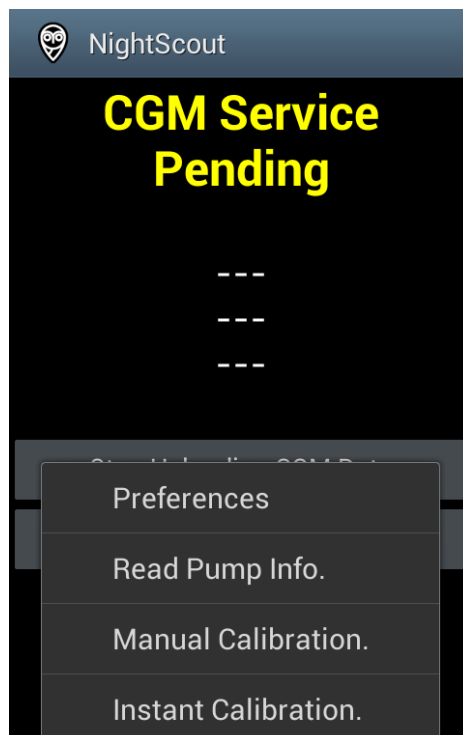 NightScout
CGM Service
Pending
---
---
---
Preferences
Read Pump Info.
Manual Calibration.
Instant Calibration.